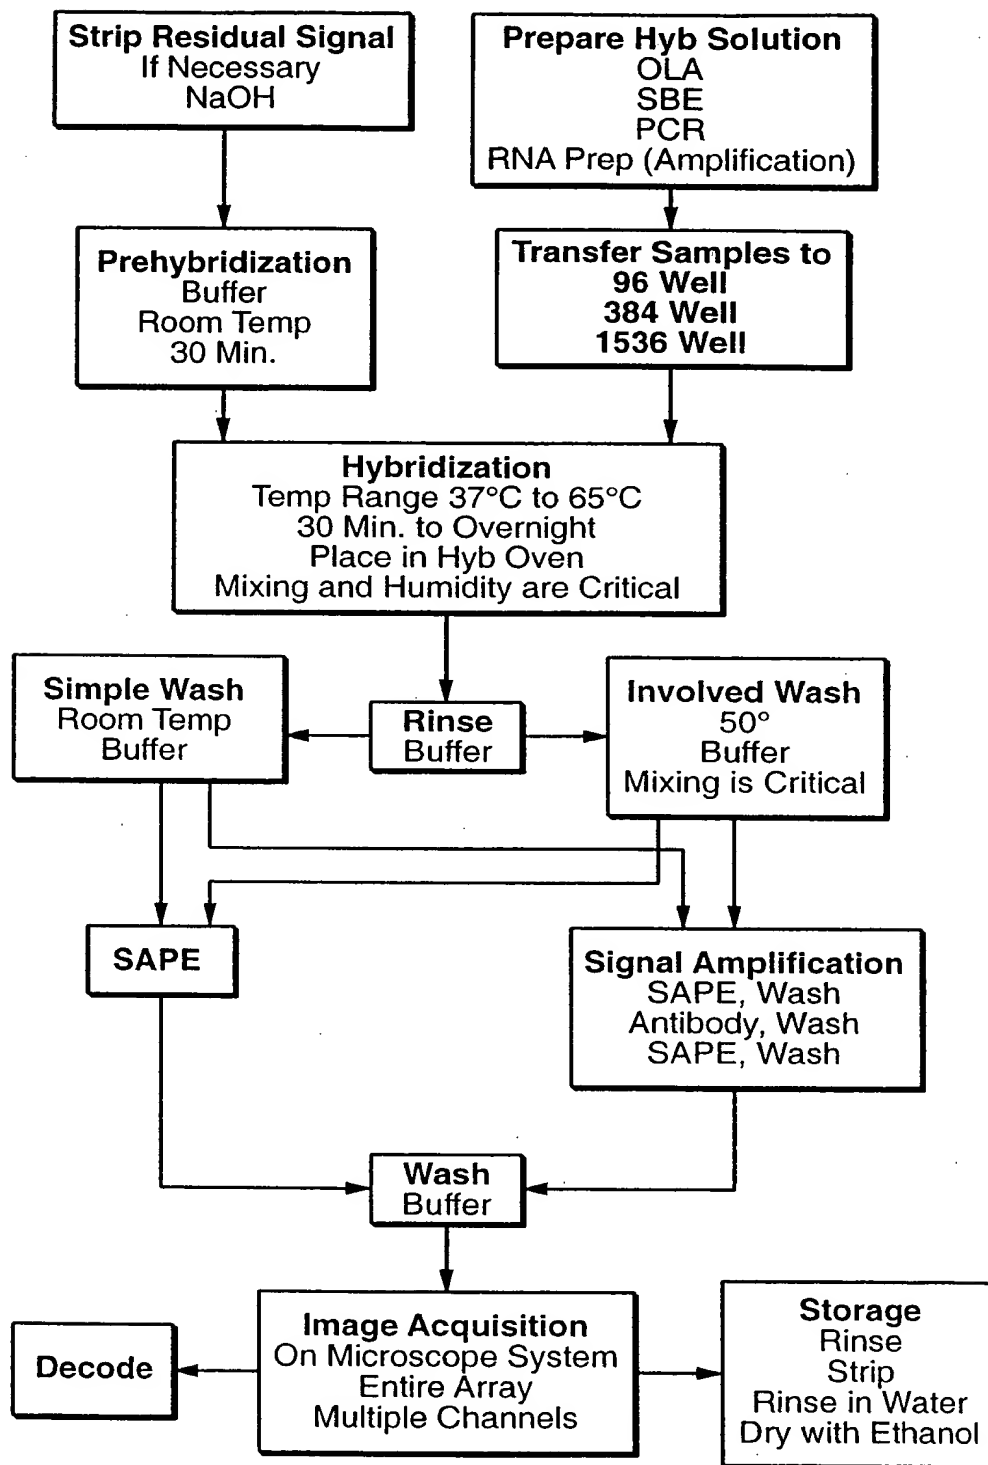 Strip Residual Signal
If Necessary
NaOH
Prepare Hyb Solution
OLA
SBE
PCR
RNA Prep (Amplification)
Prehybridization
Buffer
Room Temp
30 Min.
Transfer Samples to
96 Well
384 Well
1536 Well
Hybridization
Temp Range 37°C to 65°C
30 Min. to Overnight
Place in Hyb Oven
Mixing and Humidity are Critical
Simple Wash
Room Temp
Buffer
Rinse
Buffer
Involved Wash
50°
Buffer
Mixing is Critical
SAPE
Signal Amplification
SAPE, Wash
Antibody, Wash
SAPE, Wash
Wash
Buffer
Decode
Image Acquisition
On Microscope System
Entire Array
Multiple Channels
Storage
Rinse
Strip
Rinse in Water
Dry with Ethanol